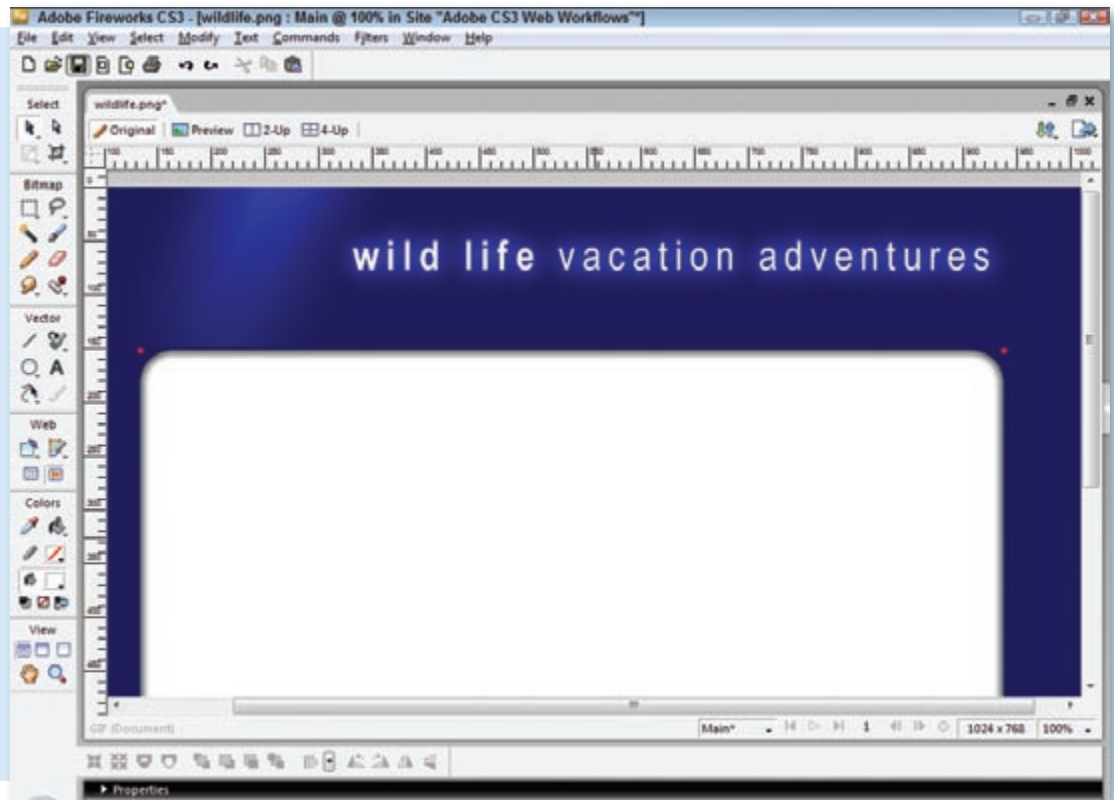 Adobe Fireworks CS3 - [wildlife.png : Main @ 100% in Site "Adobe CS3 Web Workflows"*]
File Edit View Select Modify Text Commands Filters Window Help
Select
wildlife.png*
Original Preview 2-Up 4-Up
Bitmap
wild life vacation adventures
Vector
Web
Colors
View
GIF (Document)
Main* 1 1024 x 768 100%
Properties